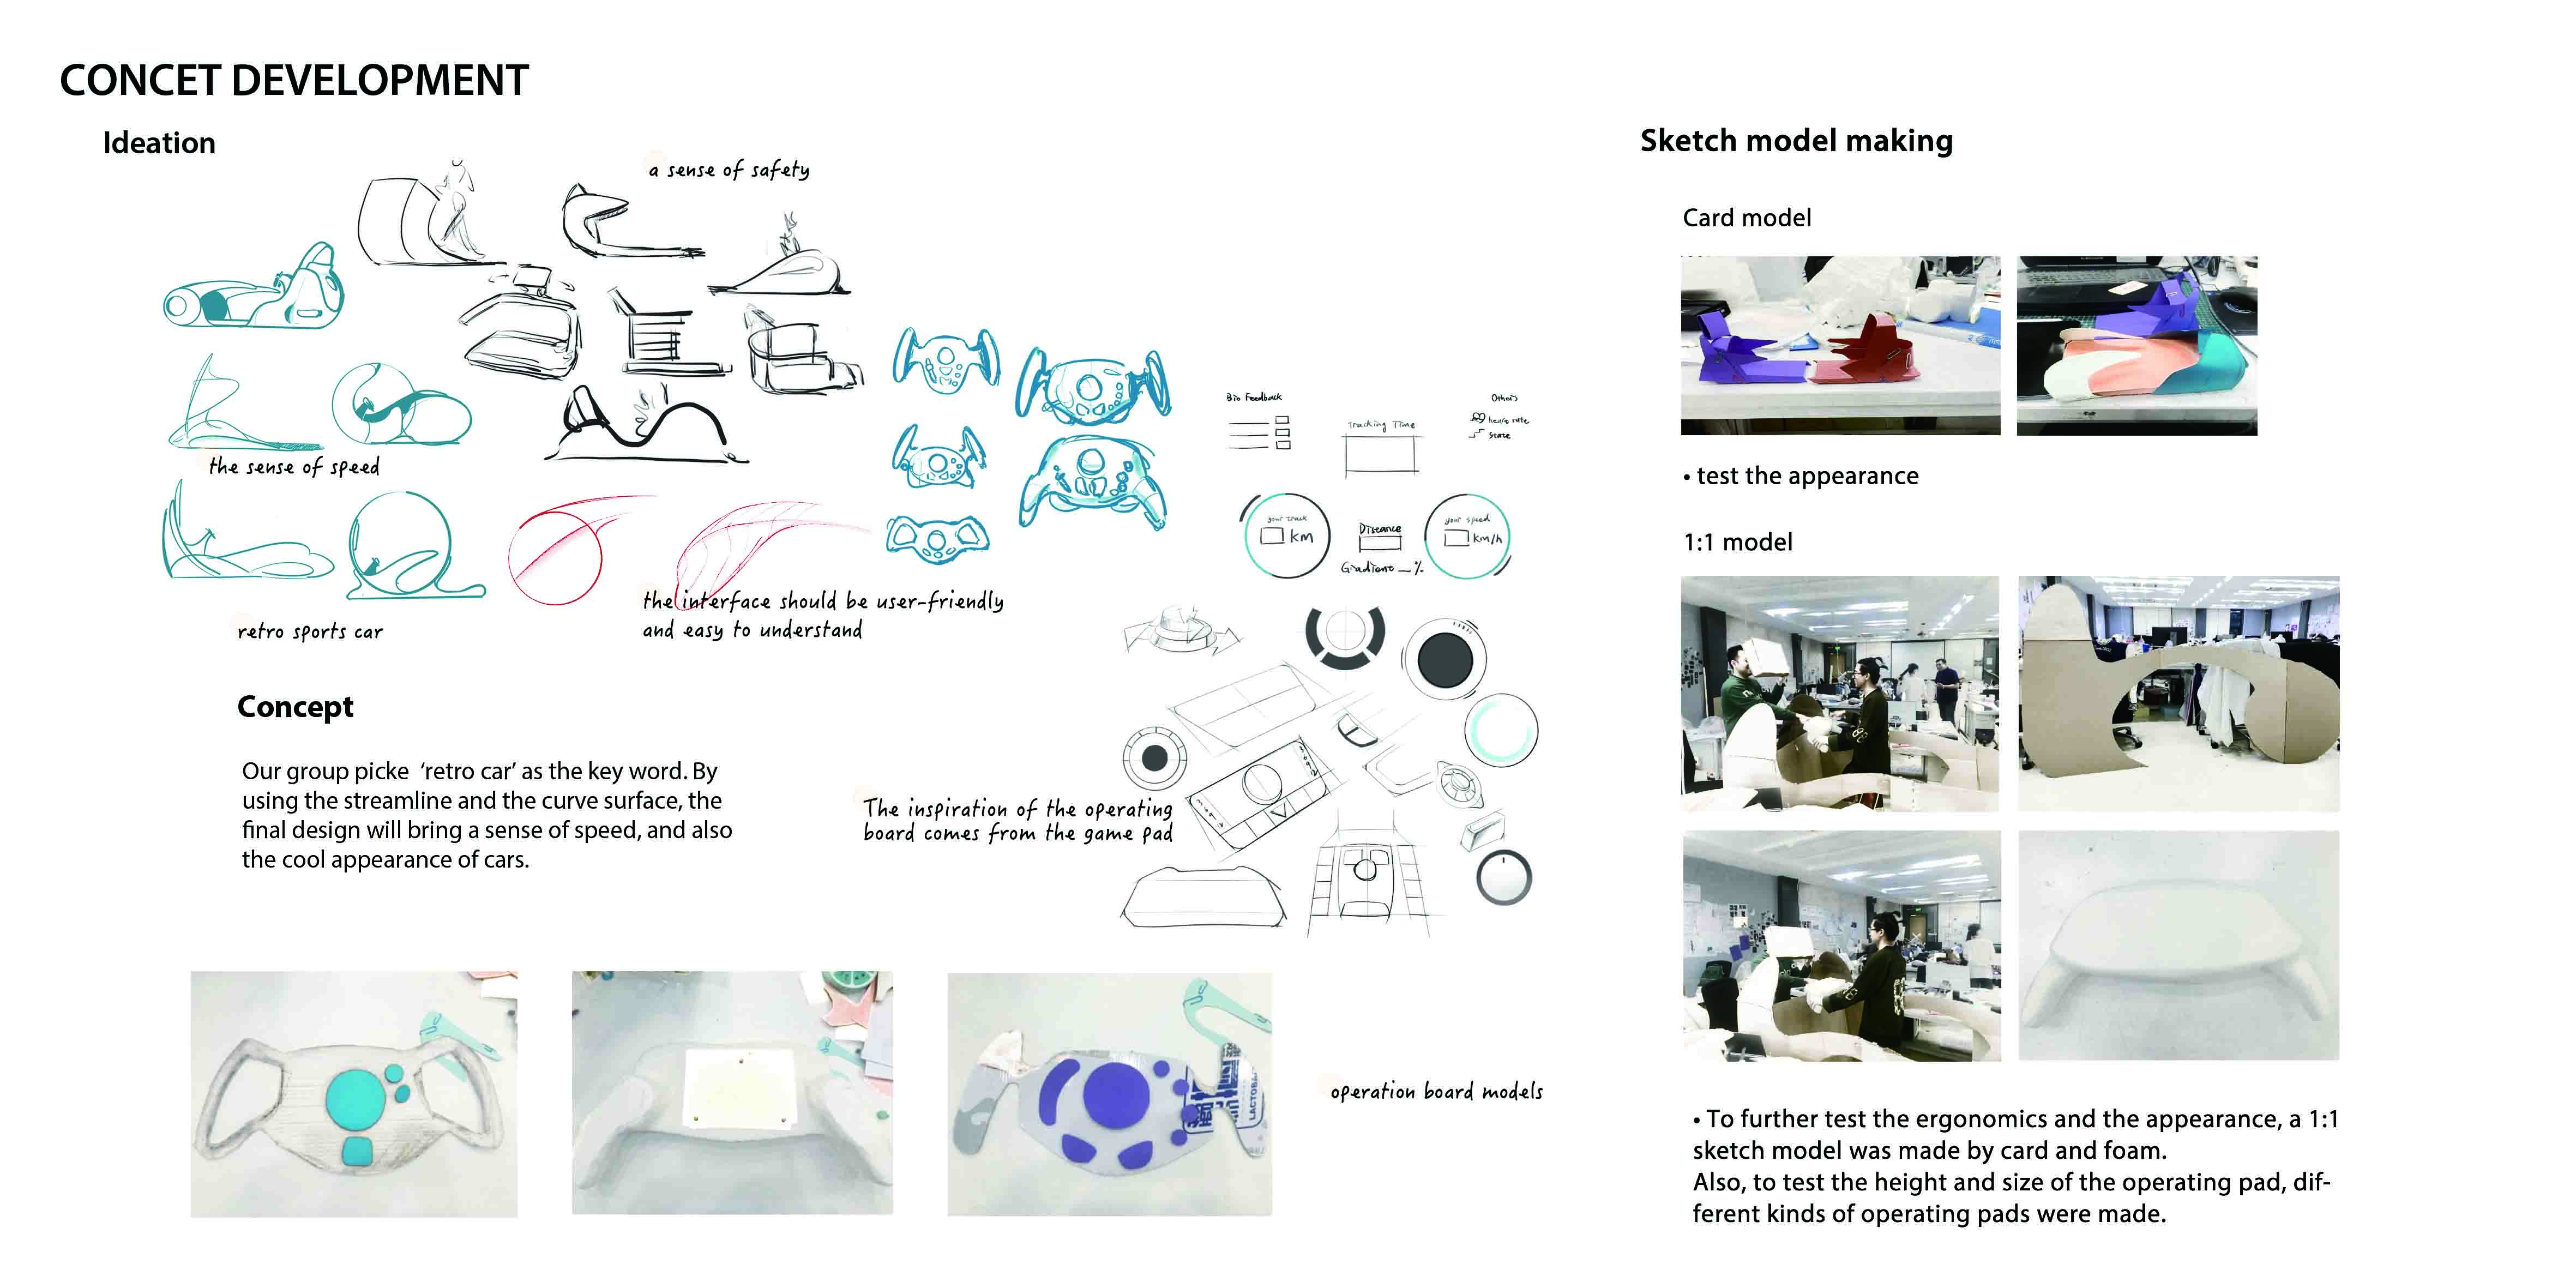 CONCET DEVELOPMENT
Ideation
a sense of safety
the sense of speed
retro sports car
the interface should be user-friendly
and easy to understand
Bio Feedback
Tracking Time
Others
State
your track
km
Distance
your speed
km/h
Gradient _ %
Concept
Our group picke ‘retro car’ as the key word. By
using the streamline and the curve surface, the
final design will bring a sense of speed, and also
the cool appearance of cars.
The inspiration of the operating
board comes from the game pad
LACTOBA
operation board models
Sketch model making
Card model
• test the appearance
1:1 model
• To further test the ergonomics and the appearance, a 1:1
sketch model was made by card and foam.
Also, to test the height and size of the operating pad, dif-
ferent kinds of operating pads were made.